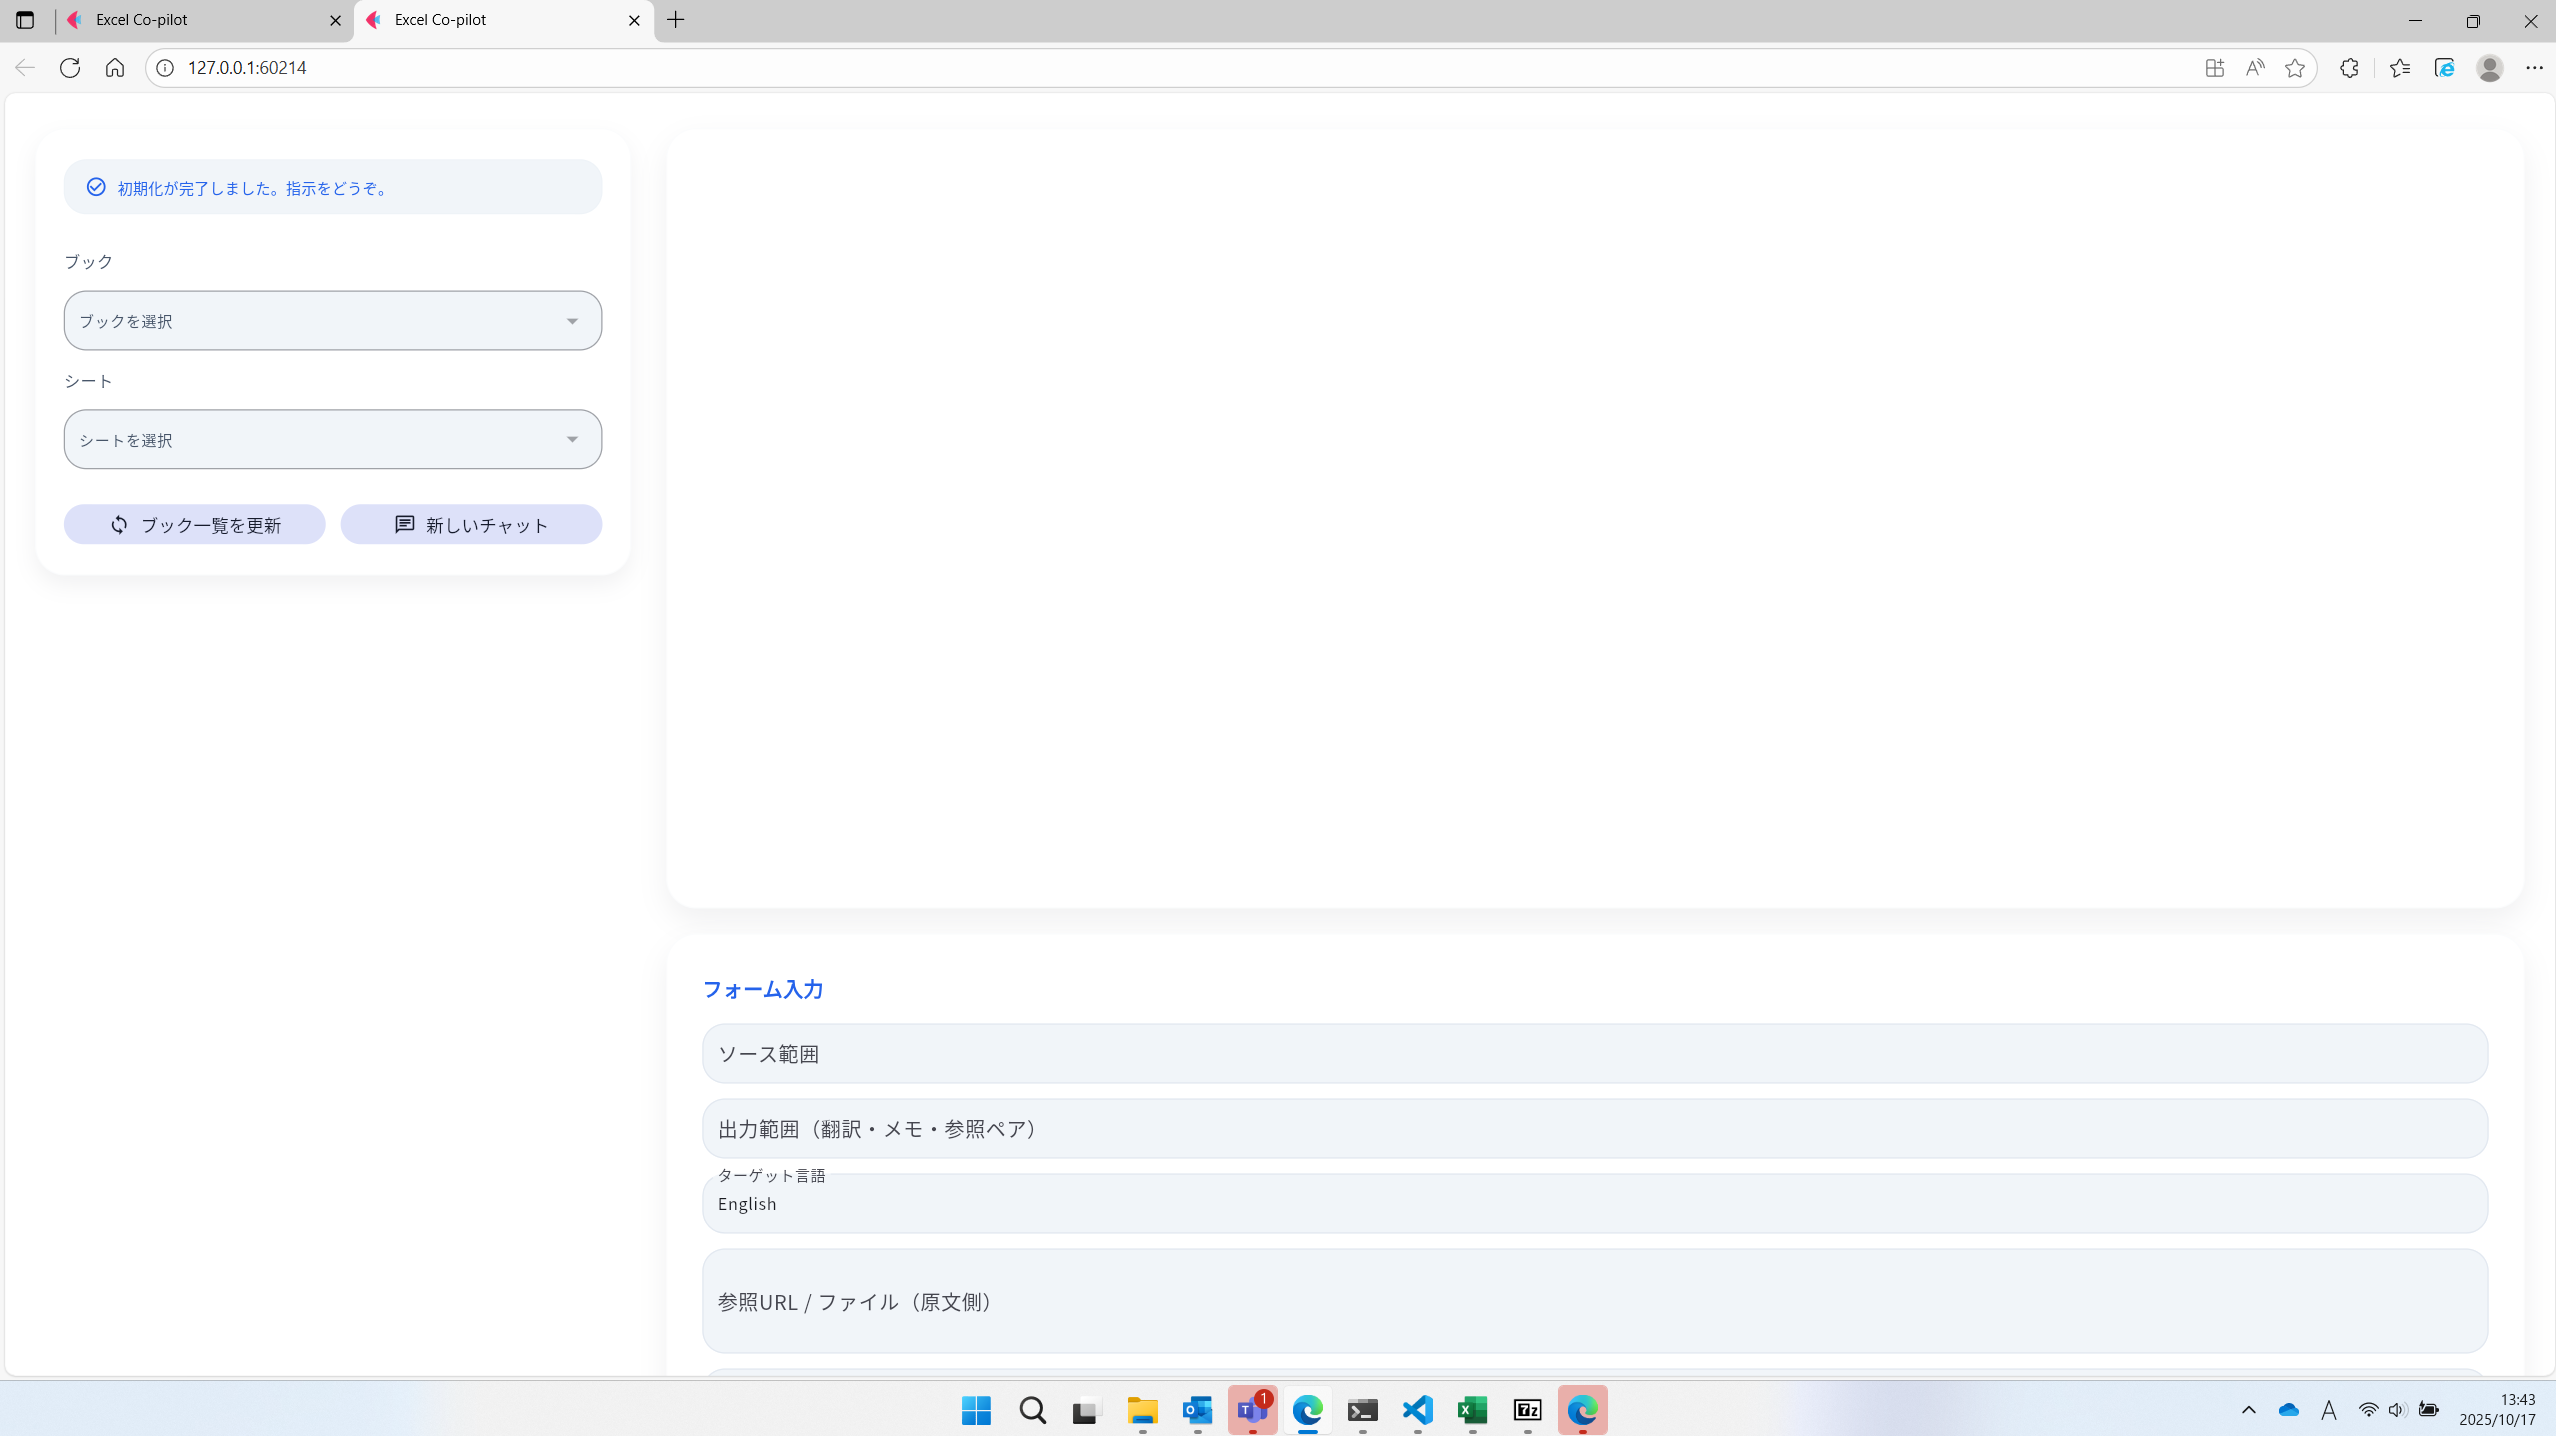 Excel Co-pilot
Excel Co-pilot
127.0.0.1:60214
初期化が完了しました。指示をどうぞ。
ブック
ブックを選択
シート
シートを選択
ブック一覧を更新
新しいチャット
フォーム入力
ソース範囲
出力範囲（翻訳・メモ・参照ペア）
ターゲット言語
English
参照URL / ファイル（原文側）
1
13:43
2025/10/17